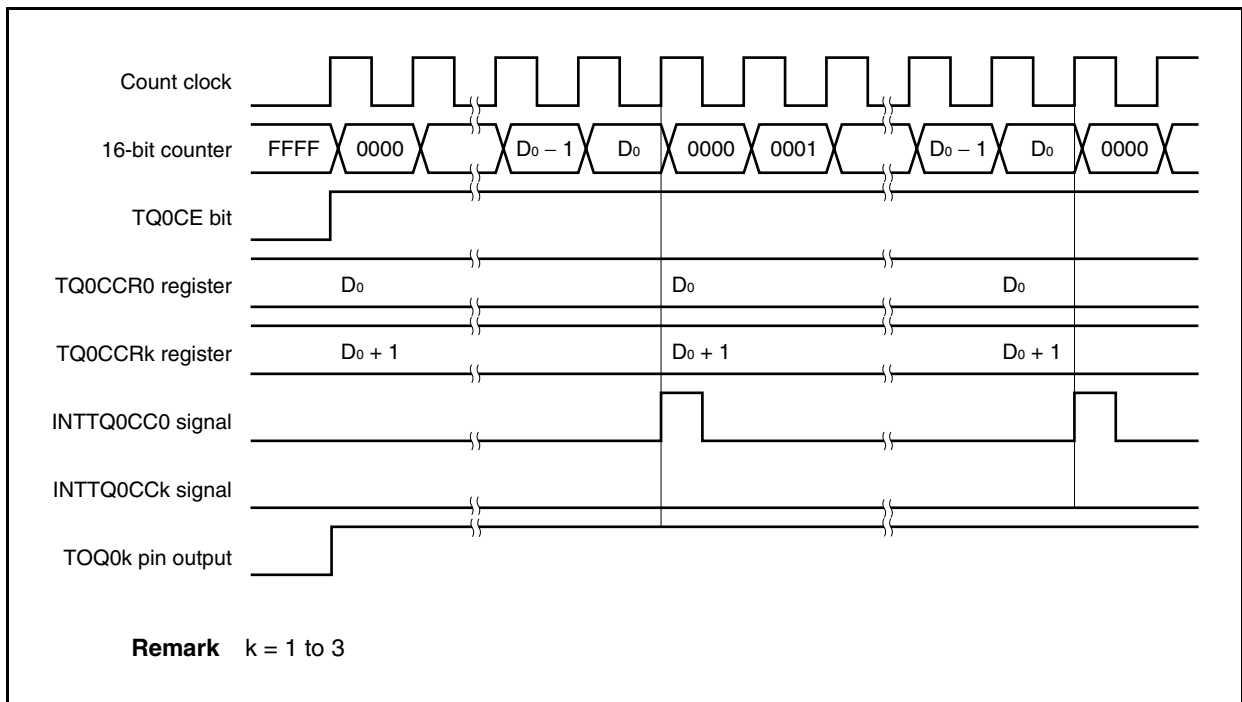 Count clock
16-bit counter FFFF 0000 D0 − 1 D0 0000 0001 D0 − 1 D0 0000
TQ0CE bit
TQ0CCR0 register D0 D0 D0
TQ0CCRk register D0 + 1 D0 + 1 D0 + 1
INTTQ0CC0 signal
INTTQ0CCk signal
TOQ0k pin output
Remark k = 1 to 3